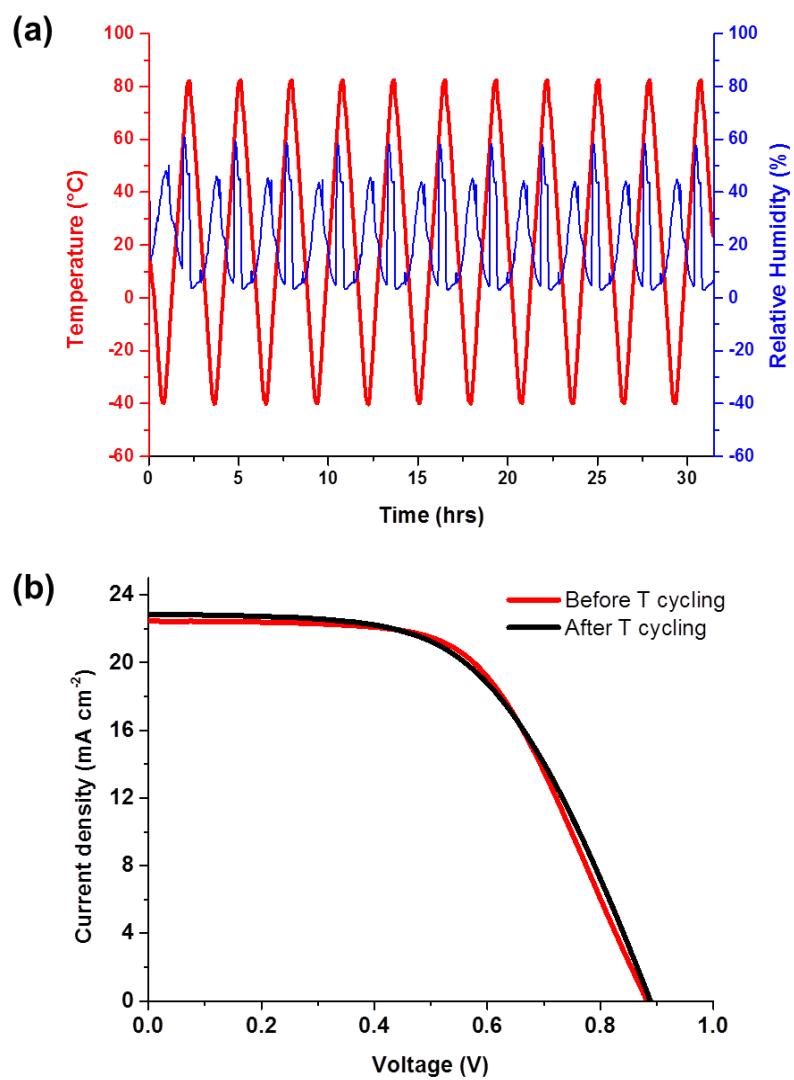 (a)
100
80
60
40
20
0
-20
-40
-60
Temperature (°C)
100
80
60
40
20
0
-20
-40
-60
Relative Humidity (%)
0 5 10 15 20 25 30
Time (hrs)
(b)
24
20
16
12
8
4
0
Current density (mA cm-2)
Before T cycling
After T cycling
0.0 0.2 0.4 0.6 0.8 1.0
Voltage (V)